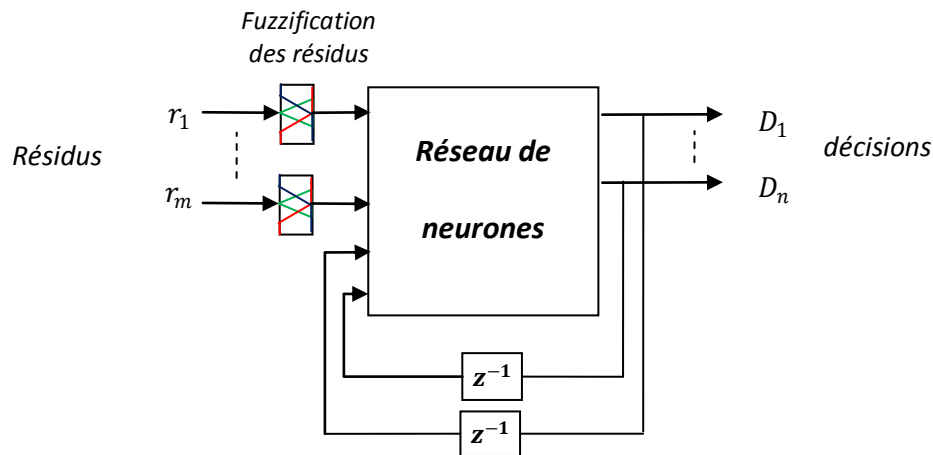 Fuzzification
des résidus
r₁
Résidus
rₘ
Réseau de
neurones
D₁
décisions
Dₙ
z⁻¹
z⁻¹